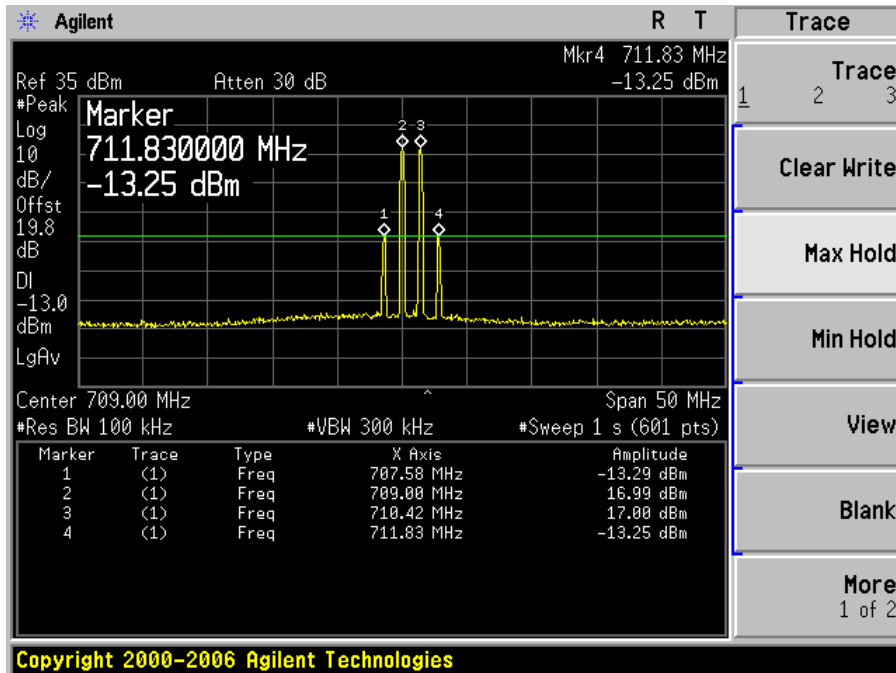 Agilent R T Trace
Mkr4 711.83 MHz
Ref 35 dBm Atten 30 dB -13.25 dBm
#Peak
Log
10
dB/
Offst
19.8
dB
DI
-13.0
dBm
LgAv
Marker
711.830000 MHz
-13.25 dBm
1
2
3
4
Center 709.00 MHz Span 50 MHz
#Res BW 100 kHz #VBW 300 kHz #Sweep 1 s (601 pts)
Marker Trace Type X Axis Amplitude
1 (1) Freq 707.58 MHz -13.29 dBm
2 (1) Freq 709.00 MHz 16.99 dBm
3 (1) Freq 710.42 MHz 17.00 dBm
4 (1) Freq 711.83 MHz -13.25 dBm
Trace
1 2 3
Clear Write
Max Hold
Min Hold
View
Blank
More
1 of 2
Copyright 2000-2006 Agilent Technologies